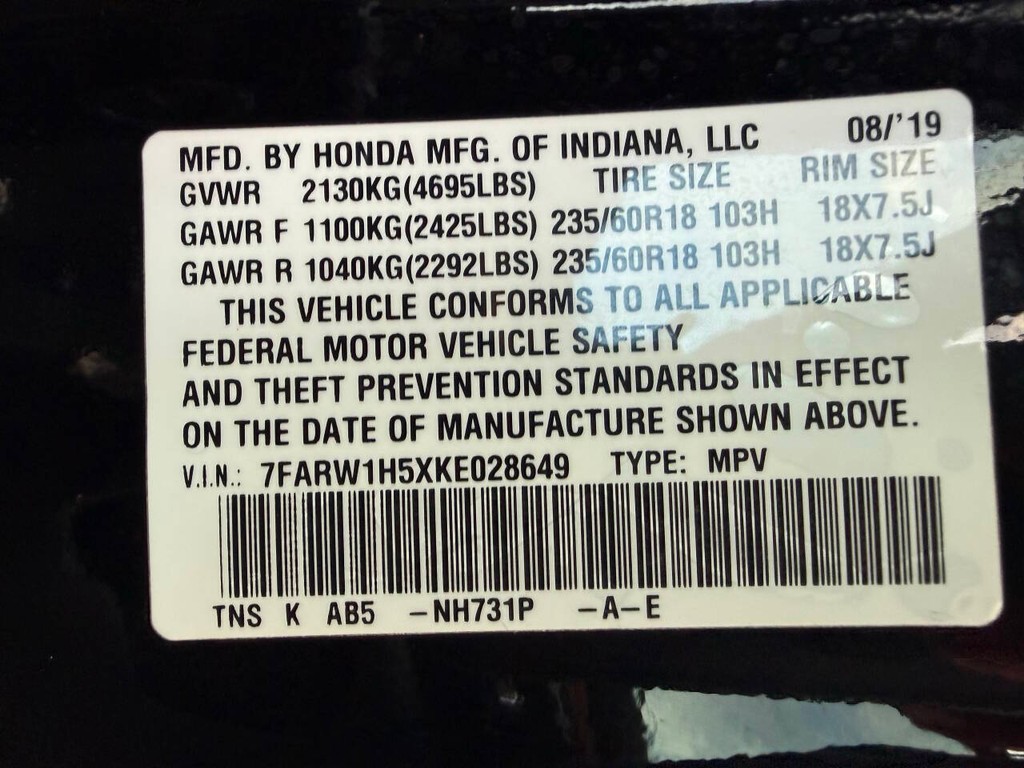 MFD. BY HONDA MFG. OF INDIANA, LLC 08/'19
GVWR 2130KG(4695LBS) TIRE SIZE RIM SIZE
GAWR F 1100KG(2425LBS) 235/60R18 103H 18X7.5J
GAWR R 1040KG(2292LBS) 235/60R18 103H 18X7.5J
THIS VEHICLE CONFORMS TO ALL APPLICABLE
FEDERAL MOTOR VEHICLE SAFETY
AND THEFT PREVENTION STANDARDS IN EFFECT
ON THE DATE OF MANUFACTURE SHOWN ABOVE.
V.I.N.: 7FARW1H5XKE028649 TYPE: MPV
TNS K AB5 -NH731P -A-E